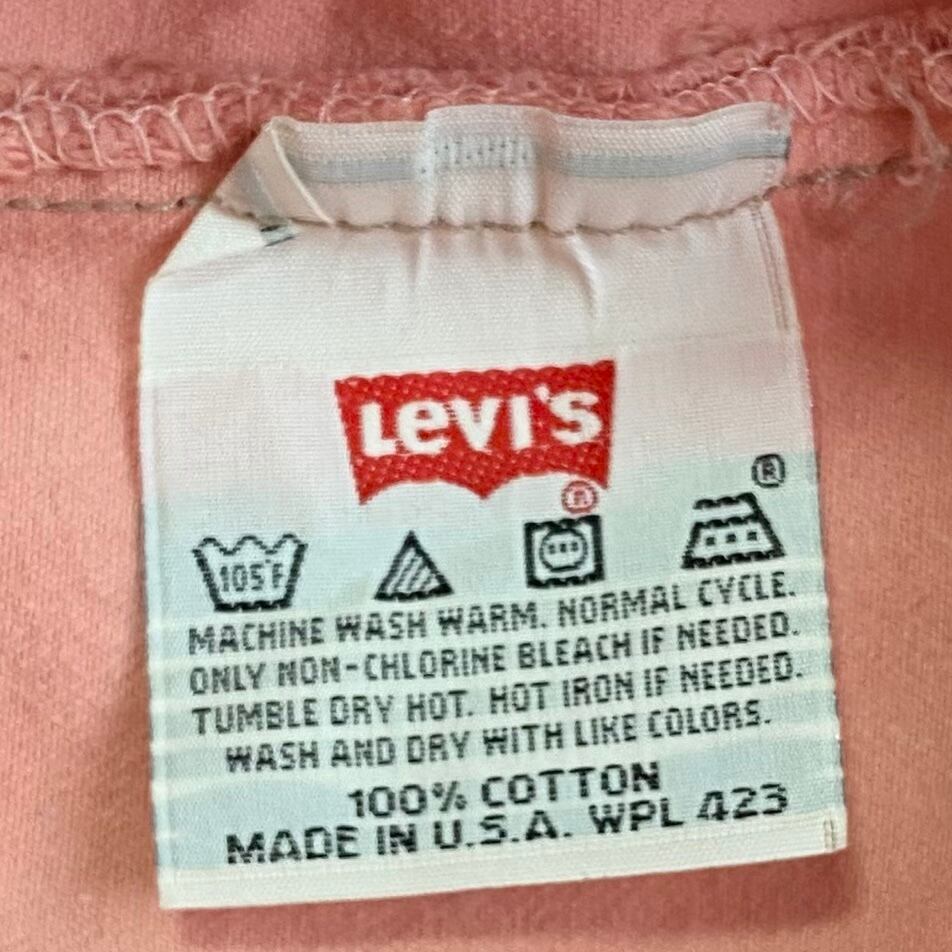 Levi's
®
®
105°F
MACHINE WASH WARM. NORMAL CYCLE.
ONLY NON-CHLORINE BLEACH IF NEEDED.
TUMBLE DRY HOT. HOT IRON IF NEEDED.
WASH AND DRY WITH LIKE COLORS.
100% COTTON
MADE IN U.S.A. WPL 423